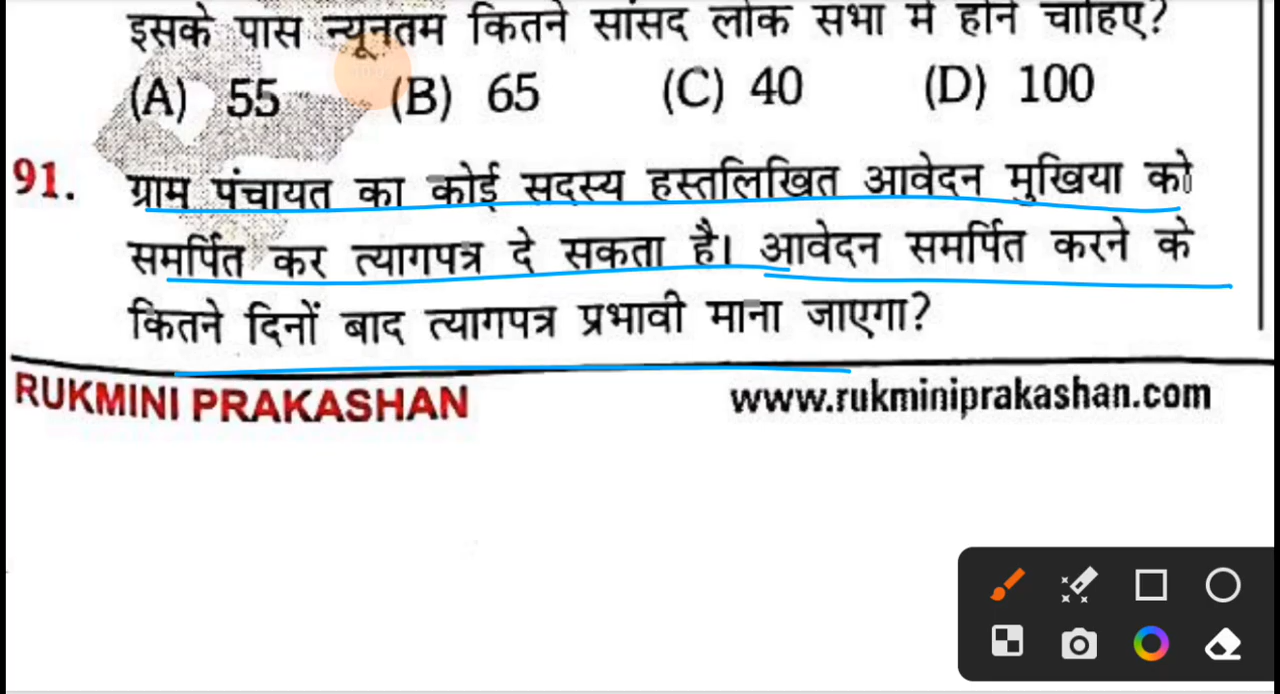 इसके पास न्यूनतम कितने सांसद लोक सभा में होने चाहिए?
(A) 55 (B) 65 (C) 40 (D) 100
91. ग्राम पंचायत का कोई सदस्य हस्तलिखित आवेदन मुखिया को
समर्पित कर त्यागपत्र दे सकता है। आवेदन समर्पित करने के
कितने दिनों बाद त्यागपत्र प्रभावी माना जाएगा?
RUKMINI PRAKASHAN www.rukminiprakashan.com